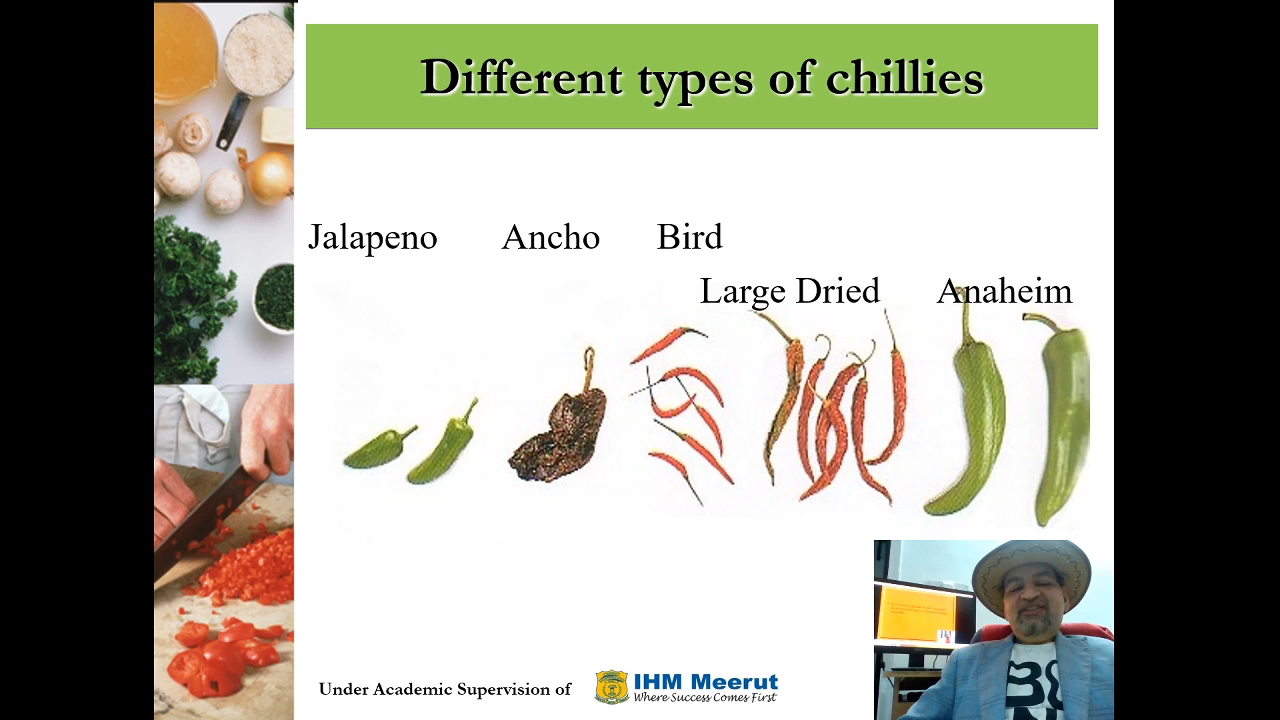 Different types of chillies
Jalapeno Ancho Bird
Large Dried Anaheim
Under Academic Supervision of
IHM Meerut
Where Success Comes First